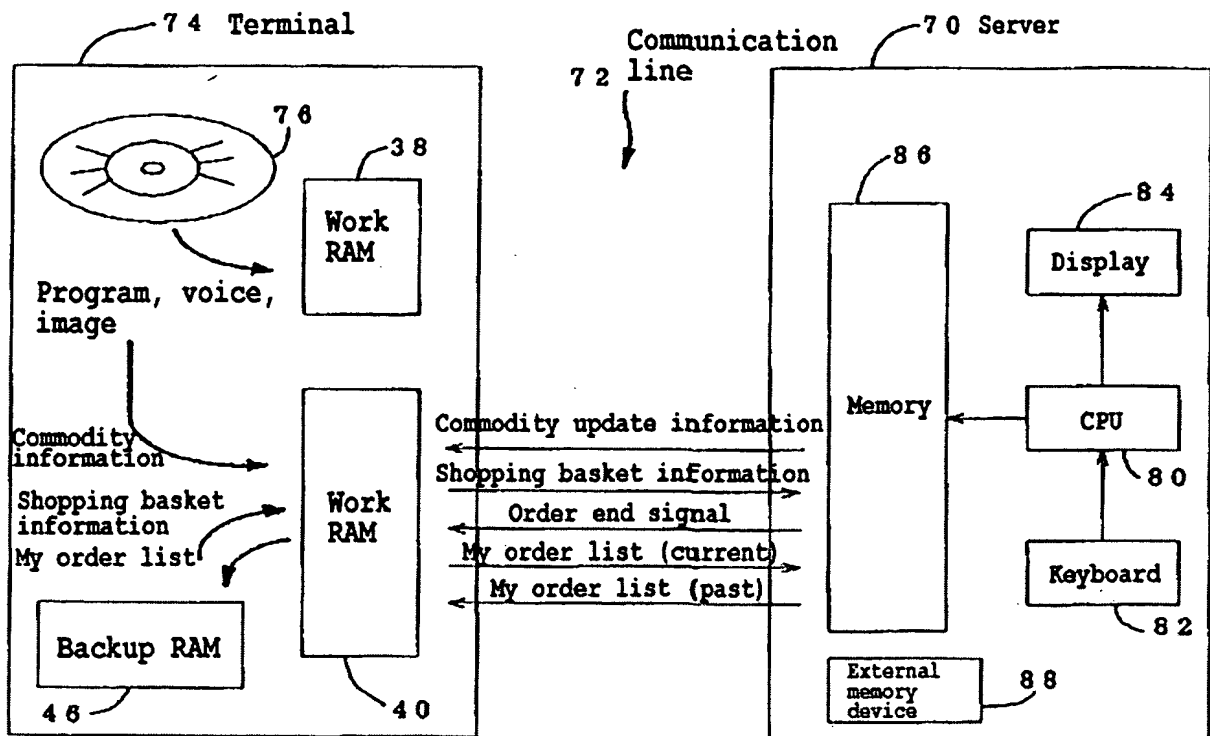 74 Terminal
Communication
line
72
70 Server
76
38
Work
RAM
Program, voice,
image
Commodity
information
Shopping basket
information
My order list
Work
RAM
Backup RAM
46
40
Commodity update information
Shopping basket information
Order end signal
My order list (current)
My order list (past)
86
Memory
84
Display
CPU
80
Keyboard
82
External
memory
device
88